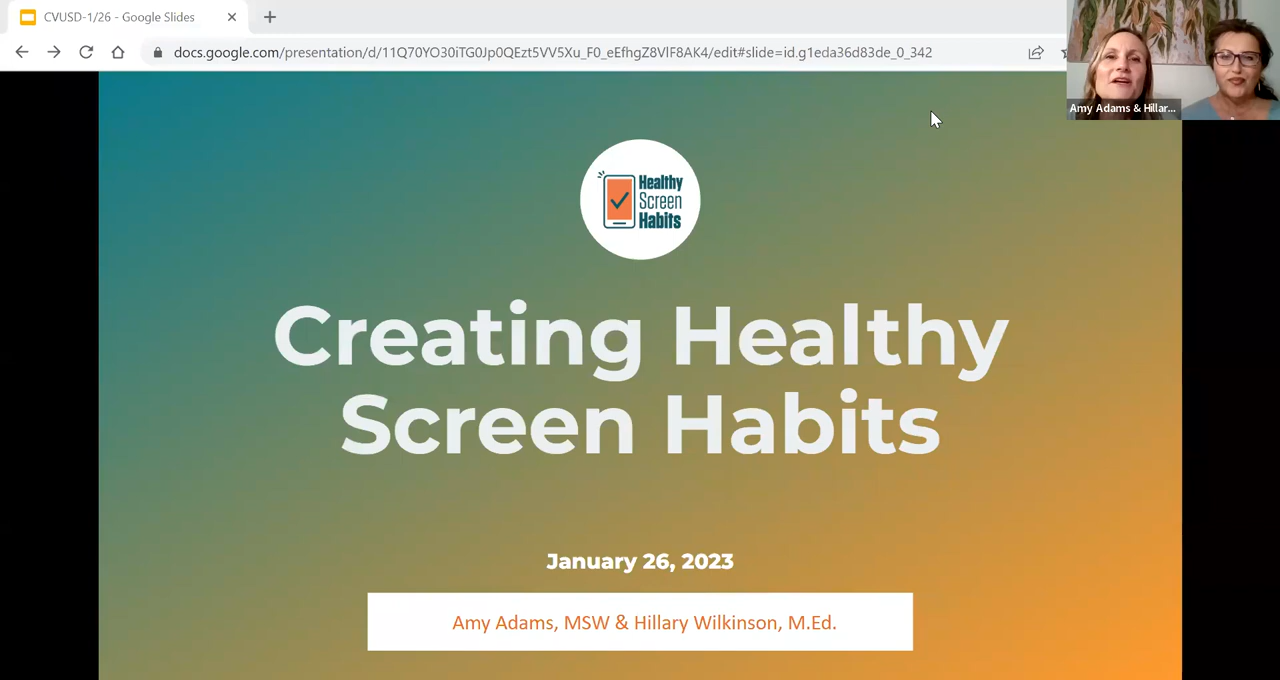 CVUSD-1/26 - Google Slides
docs.google.com/presentation/d/11Q70YO30iTG0Jp0QEzt5VV5Xu_F0_eEfhgZ8VlF8AK4/edit#slide=id.g1eda36d83de_0_342
Amy Adams & Hillar...
Healthy
Screen
Habits
Creating Healthy
Screen Habits
January 26, 2023
Amy Adams, MSW & Hillary Wilkinson, M.Ed.